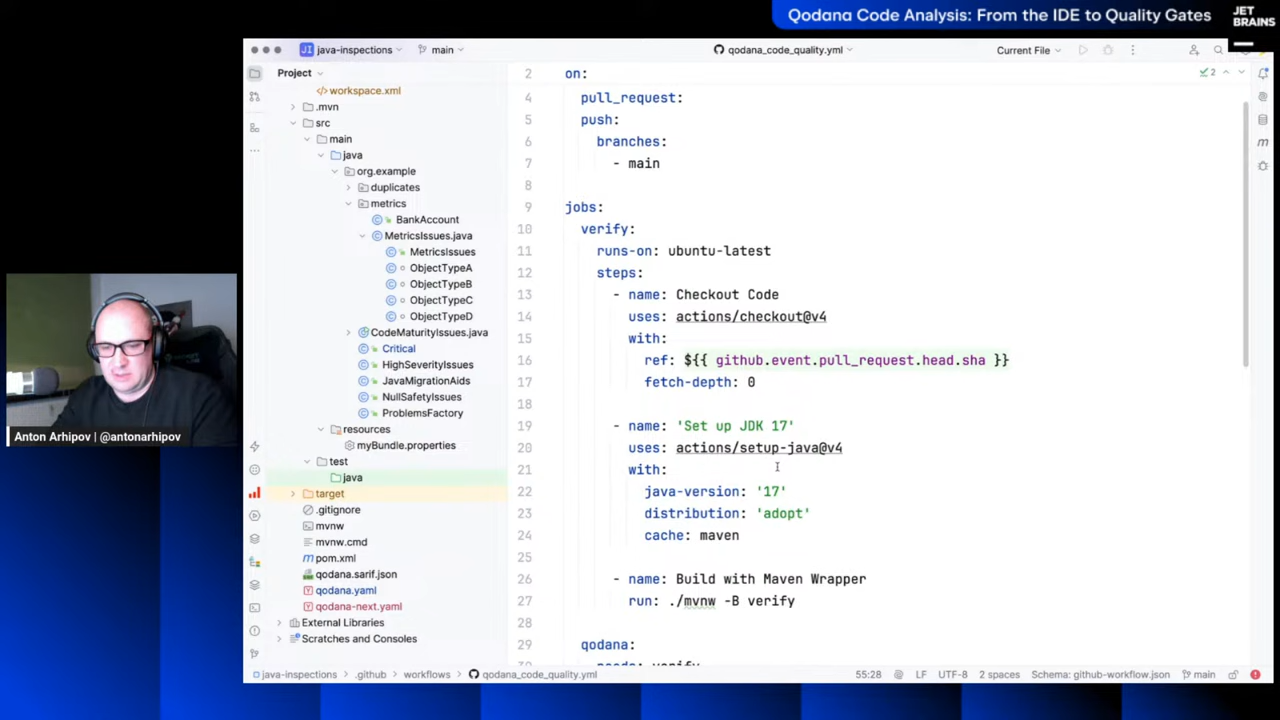 Qodana Code Analysis: From the IDE to Quality Gates
JET
BRAINS
JI java-inspections
main
qodana_code_quality.yml
Current File
Project
2 on:
2
workspace.xml
4 pull_request:
.mvn
5 push:
src
6 branches:
main
7 - main
java
8
org.example
duplicates
9 jobs:
metrics
10 verify:
BankAccount
11 runs-on: ubuntu-latest
MetricsIssues.java
12 steps:
MetricsIssues
13 - name: Checkout Code
ObjectTypeA
14 uses: actions/checkout@v4
ObjectTypeB
15 with:
ObjectTypeC
16 ref: ${{ github.event.pull_request.head.sha }}
ObjectTypeD
17 fetch-depth: 0
CodeMaturityIssues.java
18
Critical
19 - name: 'Set up JDK 17'
HighSeverityIssues
20 uses: actions/setup-java@v4
JavaMigrationAids
21 with:
NullSafetyIssues
22 java-version: '17'
ProblemsFactory
23 distribution: 'adopt'
resources
24 cache: maven
myBundle.properties
25
test
26 - name: Build with Maven Wrapper
java
27 run: ./mvnw -B verify
target
28
.gitignore
29 qodana:
mvnw
needs: verify
mvnw.cmd
pom.xml
qodana.sarif.json
qodana.yaml
qodana-next.yaml
External Libraries
Scratches and Consoles
Anton Arhipov | @antonarhipov
java-inspections
.github
workflows
qodana_code_quality.yml
55:28
LF
UTF-8
2 spaces
Schema: github-workflow.json
main